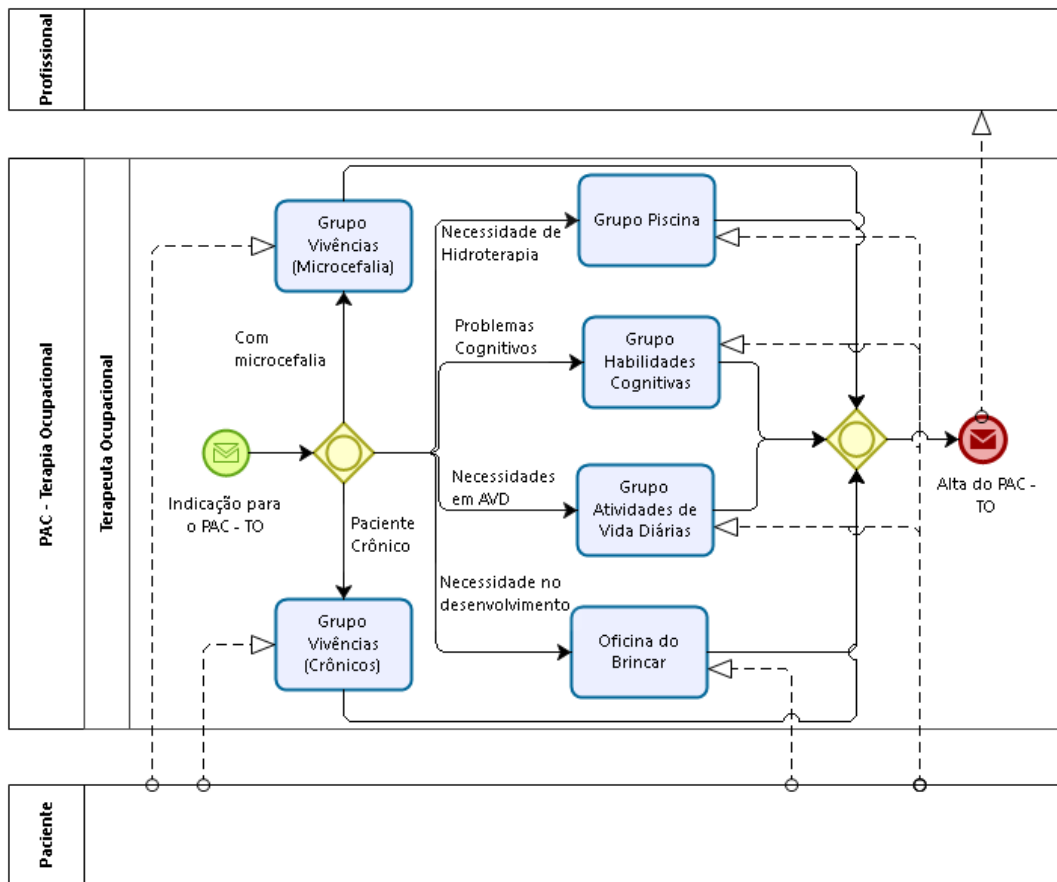 Profissional
PAC - Terapia Ocupacional
Terapeuta Ocupacional
Grupo
Vivências
(Microcefalia)
Grupo Piscina
Necessidade de
Hidroterapia
Com
microcefalia
Problemas
Cognitivos
Grupo
Habilidades
Cognitivas
Indicação para
o PAC - TO
Necessidades
em AVD
Grupo
Atividades de
Vida Diárias
Alta do PAC -
TO
Paciente
Crônico
Necessidade no
desenvolvimento
Grupo
Vivências
(Crônicos)
Oficina do
Brincar
Paciente